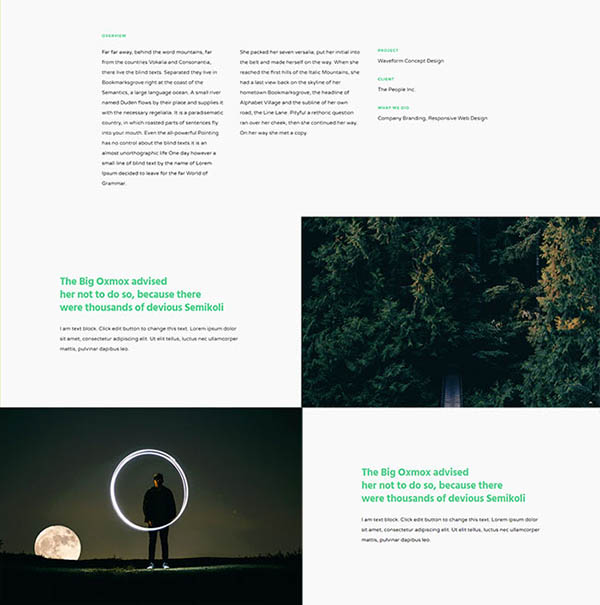 OVERVIEW
Far far away, behind the word mountains, far
from the countries Vokalia and Consonantia,
there live the blind texts. Separated they live in
Bookmarksgrove right at the coast of the
Semantics, a large language ocean. A small river
named Duden flows by their place and supplies it
with the necessary regelialia. It is a paradisematic
country, in which roasted parts of sentences fly
into your mouth. Even the all-powerful Pointing
has no control about the blind texts it is an
almost unorthographic life One day however a
small line of blind text by the name of Lorem
Ipsum decided to leave for the far World of
Grammar.
She packed her seven versalia, put her initial into
the belt and made herself on the way. When she
reached the first hills of the Italic Mountains, she
had a last view back on the skyline of her
hometown Bookmarksgrove, the headline of
Alphabet Village and the subline of her own
road, the Line Lane. Pityful a rethoric question
ran over her cheek, then she continued her way.
On her way she met a copy
PROJECT
Waveform Concept Design
CLIENT
The People Inc.
WHAT WE DID
Company Branding, Responsive Web Design
The Big Oxmox advised
her not to do so, because there
were thousands of devious Semikoli
I am text block. Click edit button to change this text. Lorem ipsum dolor
sit amet, consectetur adipiscing elit. Ut elit tellus, luctus nec ullamcorper
mattis, pulvinar dapibus leo.
The Big Oxmox advised
her not to do so, because there
were thousands of devious Semikoli
I am text block. Click edit button to change this text. Lorem ipsum dolor
sit amet, consectetur adipiscing elit. Ut elit tellus, luctus nec ullamcorper
mattis, pulvinar dapibus leo.